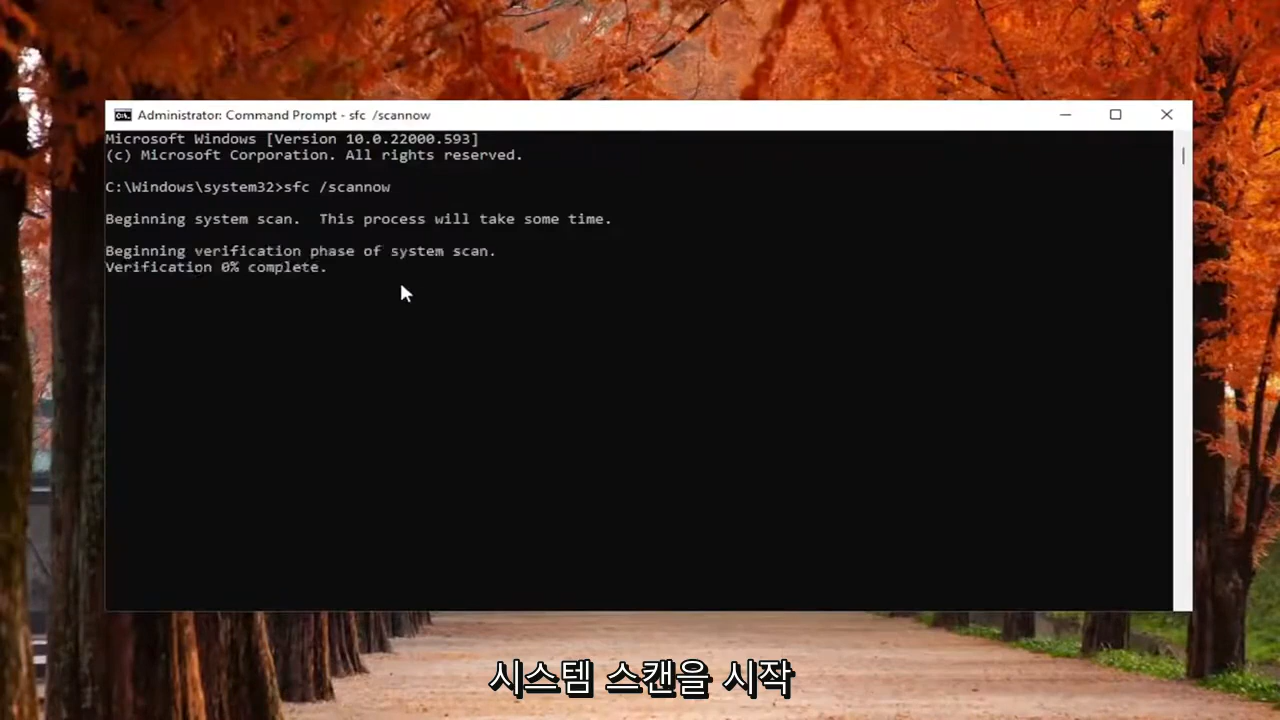 Administrator: Command Prompt - sfc /scannow
Microsoft Windows [Version 10.0.22000.593]
(c) Microsoft Corporation. All rights reserved.
C:\Windows\system32>sfc /scannow
Beginning system scan.  This process will take some time.
Beginning verification phase of system scan.
Verification 0% complete.
시스템 스캔을 시작